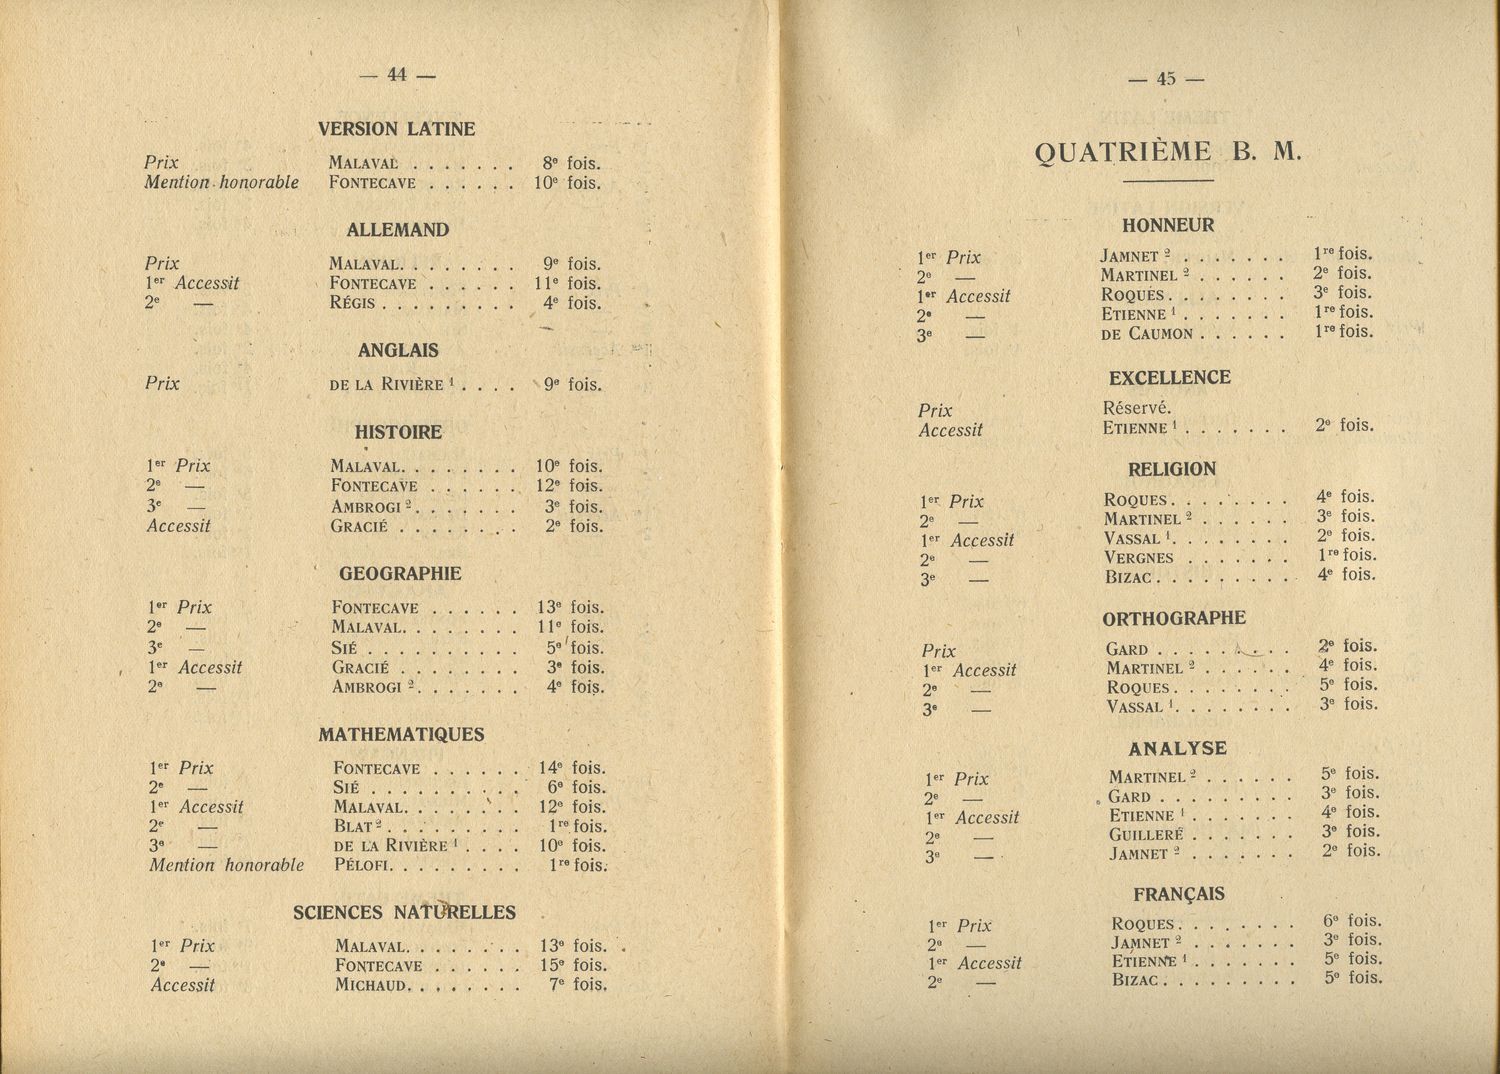 — 44 —
VERSION LATINE
Prix MALAVAL . . . . . . . 8e fois.
Mention honorable FONTECAVE . . . . . . 10e fois.
ALLEMAND
Prix MALAVAL. . . . . . . . 9e fois.
1er Accessit FONTECAVE . . . . . . 11e fois.
2e — RÉGIS . . . . . . . . . 4e fois.
ANGLAIS
Prix DE LA RIVIÈRE 1 . . . . 9e fois.
HISTOIRE
1er Prix MALAVAL. . . . . . . . 10e fois.
2e — FONTECAVE . . . . . . 12e fois.
3e — AMBROGI 2. . . . . . . 3e fois.
Accessit GRACIÉ . . . . . . . . 2e fois.
GEOGRAPHIE
1er Prix FONTECAVE . . . . . . 13e fois.
2e — MALAVAL. . . . . . . . 11e fois.
3e — SIÉ . . . . . . . . . . 5e fois.
1er Accessit GRACIÉ . . . . . . . . 3e fois.
2e — AMBROGI 2. . . . . . . 4e fois.
MATHEMATIQUES
1er Prix FONTECAVE . . . . . . 14e fois.
2e — SIÉ . . . . . . . . . . 6e fois.
1er Accessit MALAVAL. . . . . . . . 12e fois.
2e — BLAT 2 . . . . . . . . . 1re fois.
3e — DE LA RIVIÈRE 1 . . . . 10e fois.
Mention honorable PÉLOFI. . . . . . . . . 1re fois.
SCIENCES NATURELLES
1er Prix MALAVAL. . . . . . . . 13e fois.
2e — FONTECAVE . . . . . . 15e fois.
Accessit MICHAUD. . . . . . . . 7e fois.
— 45 —
QUATRIÈME B. M.
HONNEUR
1er Prix JAMNET 2 . . . . . . . 1re fois.
2e — MARTINEL 2 . . . . . . 2e fois.
1er Accessit ROQUES. . . . . . . . 3e fois.
2e — ETIENNE 1 . . . . . . . 1re fois.
3e — DE CAUMON . . . . . . 1re fois.
EXCELLENCE
Prix Réservé.
Accessit ETIENNE 1 . . . . . . . 2e fois.
RELIGION
1er Prix ROQUES. . . . . . . . 4e fois.
2e — MARTINEL 2 . . . . . . 3e fois.
1er Accessit VASSAL 1. . . . . . . . 2e fois.
2e — VERGNES . . . . . . . 1re fois.
3e — BIZAC. . . . . . . . . 4e fois.
ORTHOGRAPHE
Prix GARD . . . . . . . . . 2e fois.
1er Accessit MARTINEL 2 . . . . . . 4e fois.
2e — ROQUES. . . . . . . . 5e fois.
3e — VASSAL 1. . . . . . . . 3e fois.
ANALYSE
1er Prix MARTINEL 2 . . . . . . 5e fois.
2e — GARD . . . . . . . . . 3e fois.
1er Accessit ETIENNE 1 . . . . . . . 4e fois.
2e — GUILLERÉ . . . . . . . 3e fois.
3e — JAMNET 2 . . . . . . . 2e fois.
FRANÇAIS
1er Prix ROQUES. . . . . . . . 6e fois.
2e — JAMNET 2 . . . . . . . 3e fois.
1er Accessit ETIENNE 1 . . . . . . . 5e fois.
2e — BIZAC. . . . . . . . . 5e fois.